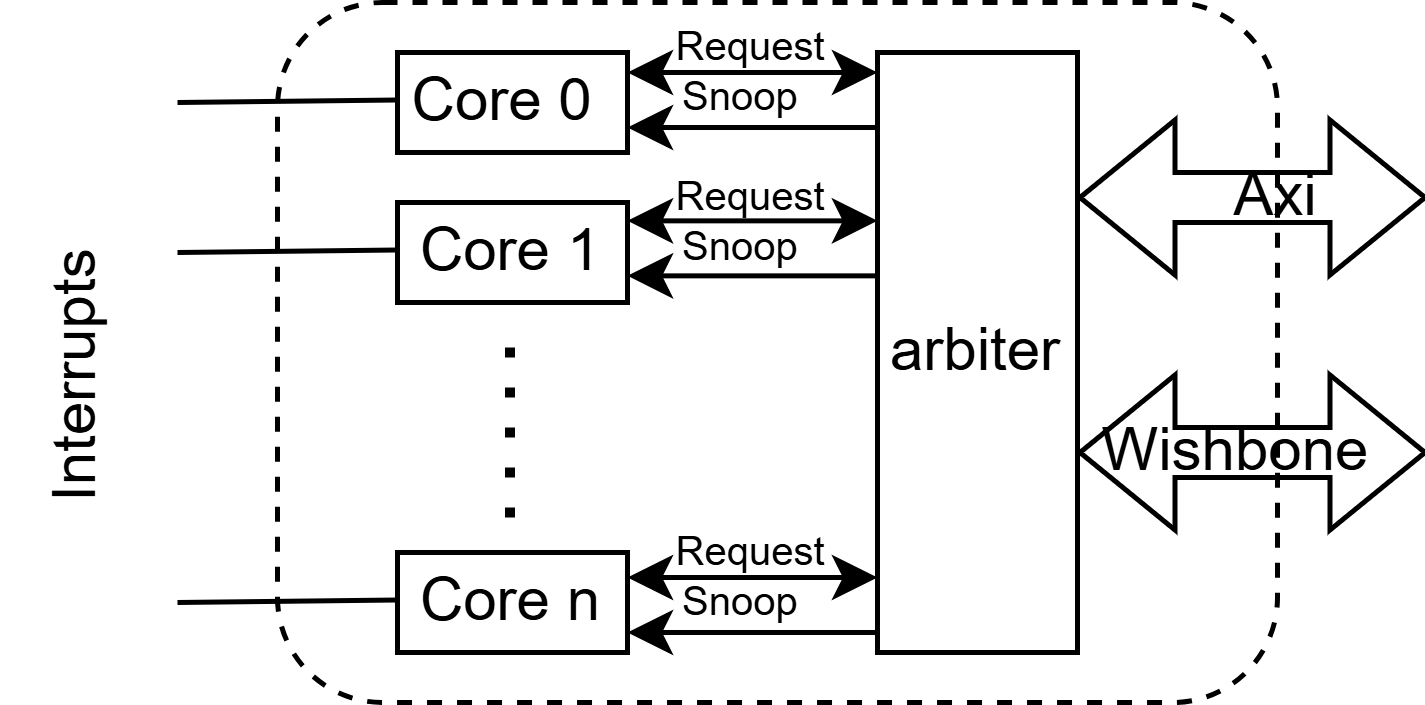 Request
Core 0
Snoop
Axi
Request
Core 1
Snoop
Interrupts
arbiter
Wishbone
Request
Core n
Snoop